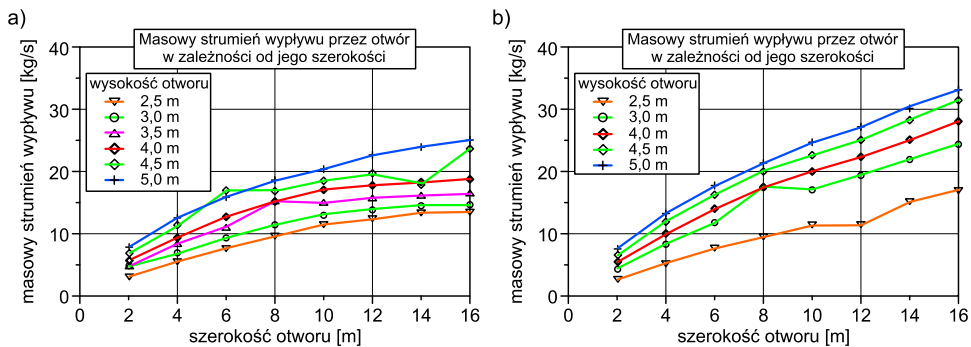 a)
Masowy strumień wypływu przez otwór
w zależności od jego szerokości
masowy strumień wypływu [kg/s]
40
30
20
10
0
wysokość otworu
2,5 m
3,0 m
3,5 m
4,0 m
4,5 m
5,0 m
0 2 4 6 8 10 12 14 16
szerokość otworu [m]
b)
Masowy strumień wypływu przez otwór
w zależności od jego szerokości
masowy strumień wypływu [kg/s]
40
30
20
10
0
wysokość otworu
2,5 m
3,0 m
4,0 m
4,5 m
5,0 m
0 2 4 6 8 10 12 14 16
szerokość otworu [m]